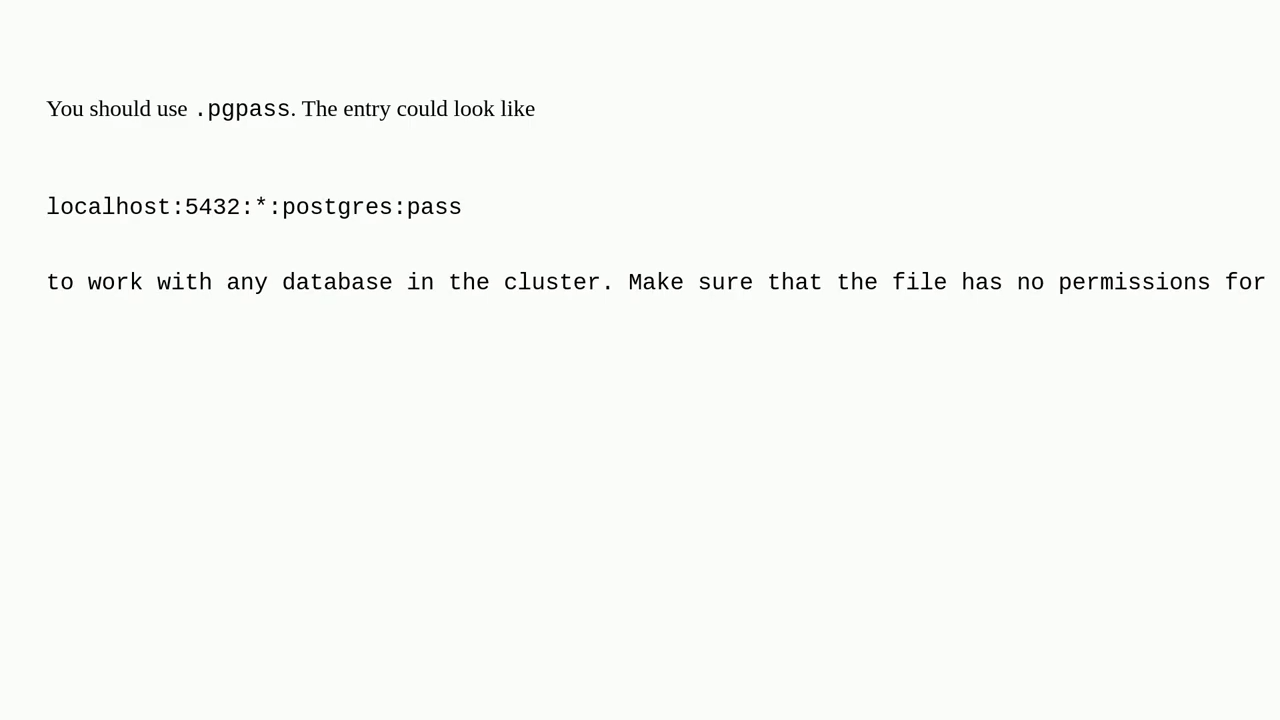 You should use .pgpass. The entry could look like
localhost:5432:*:postgres:pass
to work with any database in the cluster. Make sure that the file has no permissions for